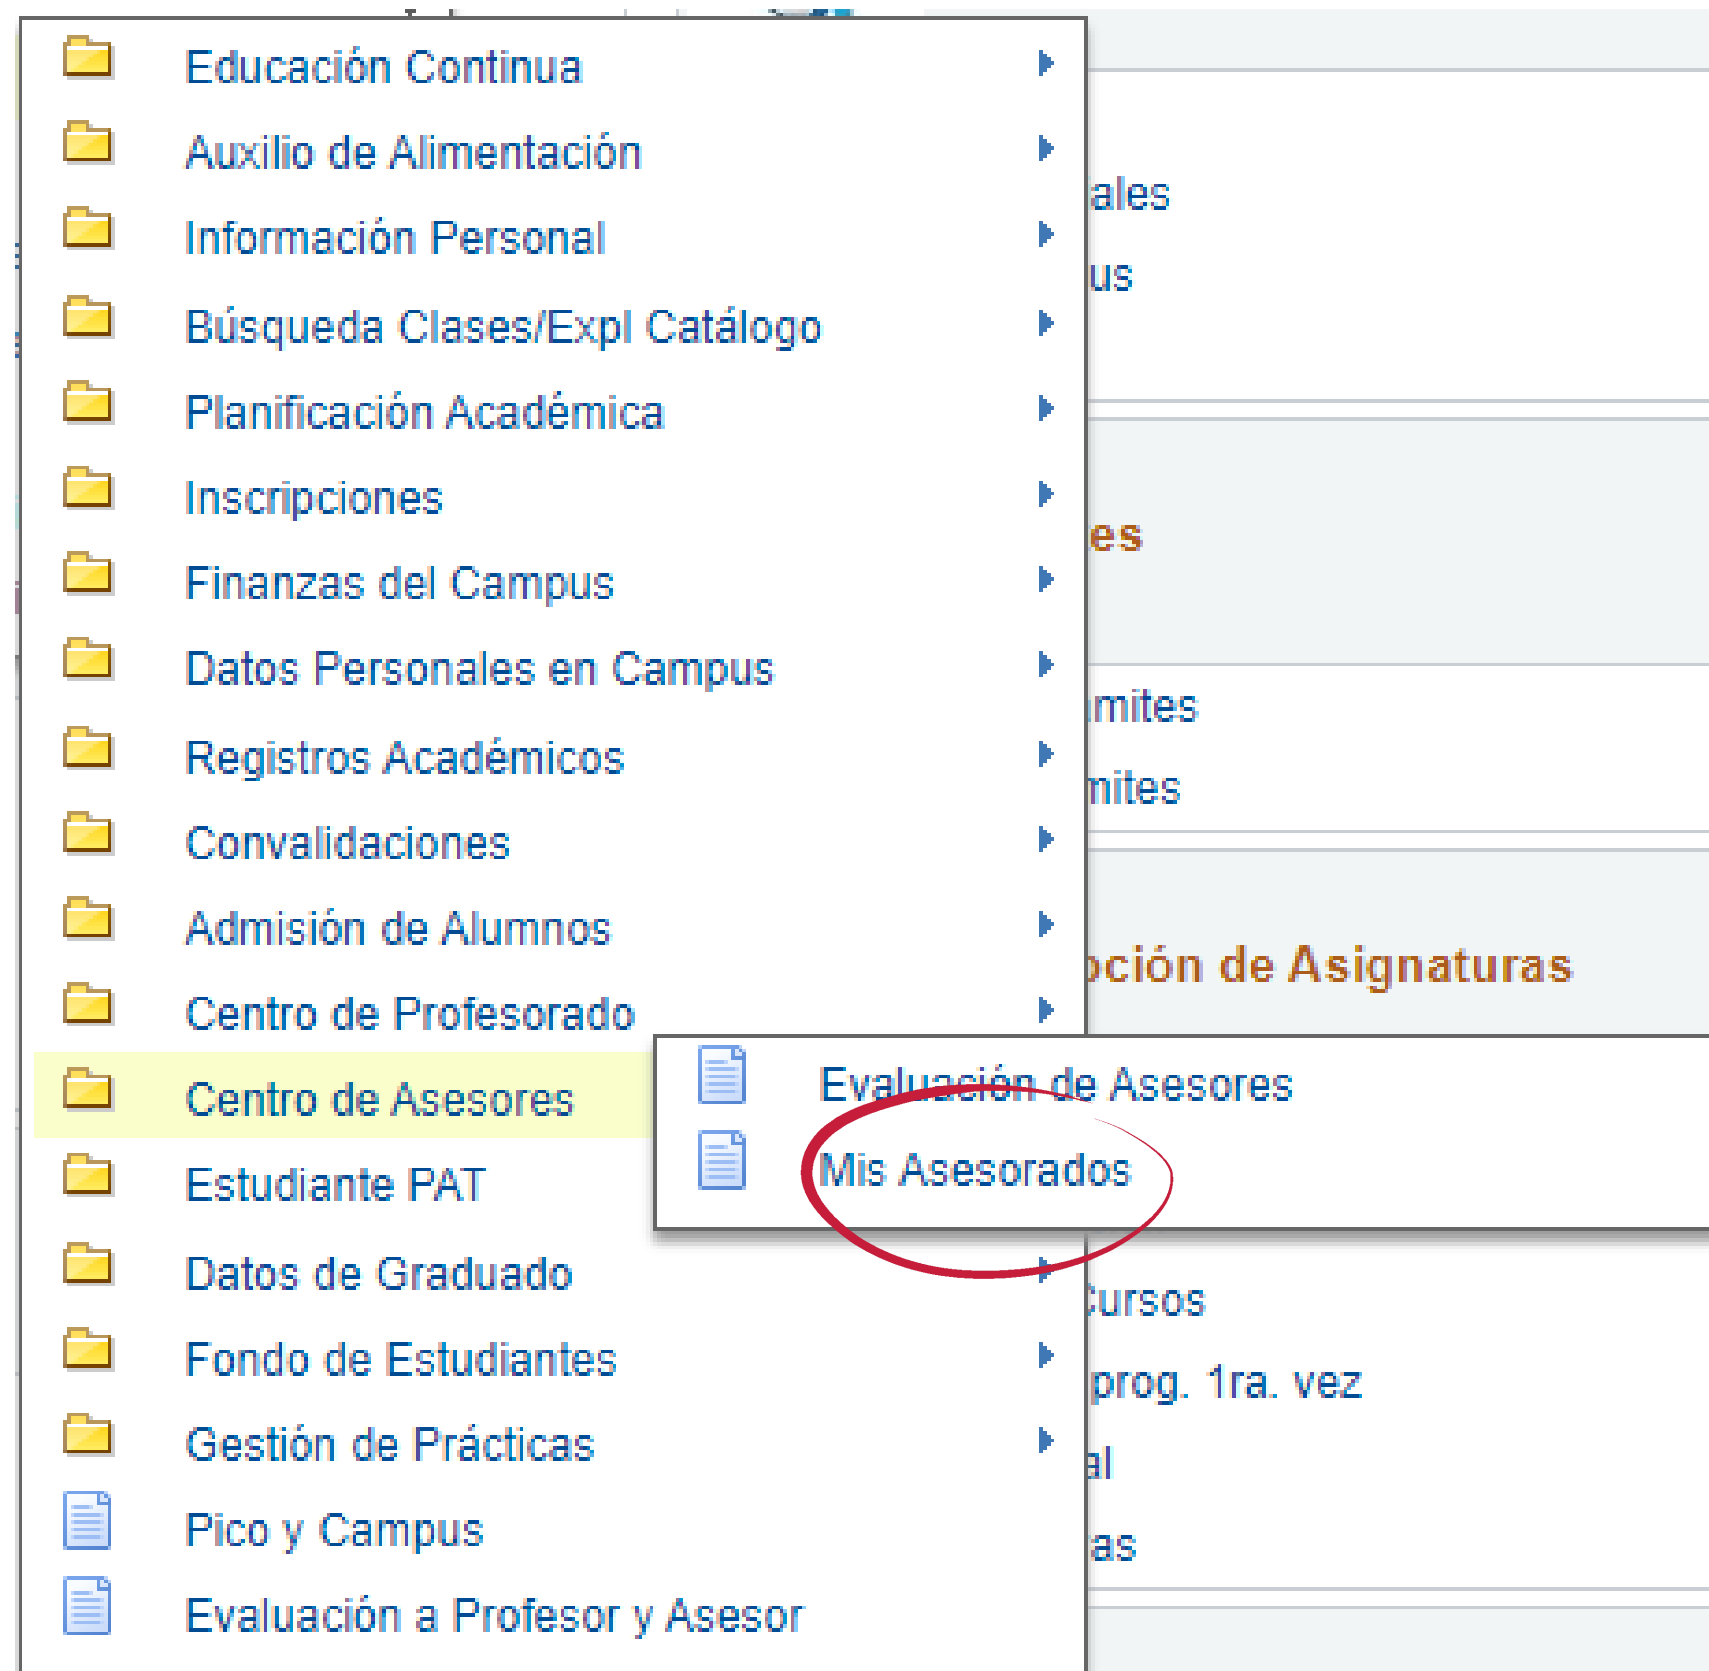 Educación Continua
Auxilio de Alimentación
ales
Información Personal
us
Búsqueda Clases/Expl Catálogo
Planificación Académica
Inscripciones
es
Finanzas del Campus
Datos Personales en Campus
mites
Registros Académicos
mites
Convalidaciones
Admisión de Alumnos
ción de Asignaturas
Centro de Profesorado
Evaluación de Asesores
Centro de Asesores
Mis Asesorados
Estudiante PAT
Datos de Graduado
cursos
Fondo de Estudiantes
prog. 1ra. vez
Gestión de Prácticas
al
Pico y Campus
as
Evaluación a Profesor y Asesor